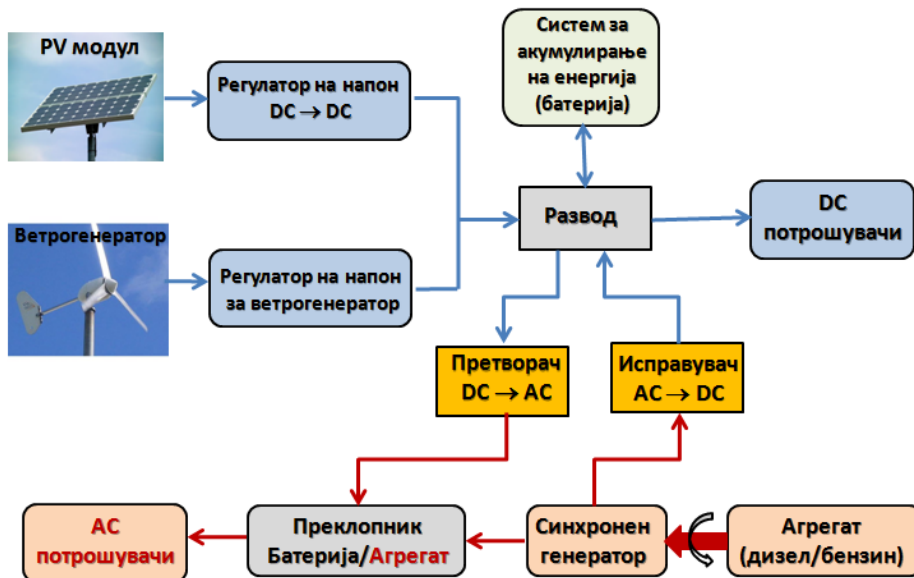 PV модул
Регулатор на напон
DC → DC
Систем за
акумулирање
на енергија
(батерија)
Ветрогенератор
Регулатор на напон
за ветрогенератор
Развод
DC
потрошувачи
Претворач
DC → AC
Исправувач
AC → DC
АС
потрошувачи
Преклопник
Батерија/Агрегат
Синхронен
генератор
Агрегат
(дизел/бензин)